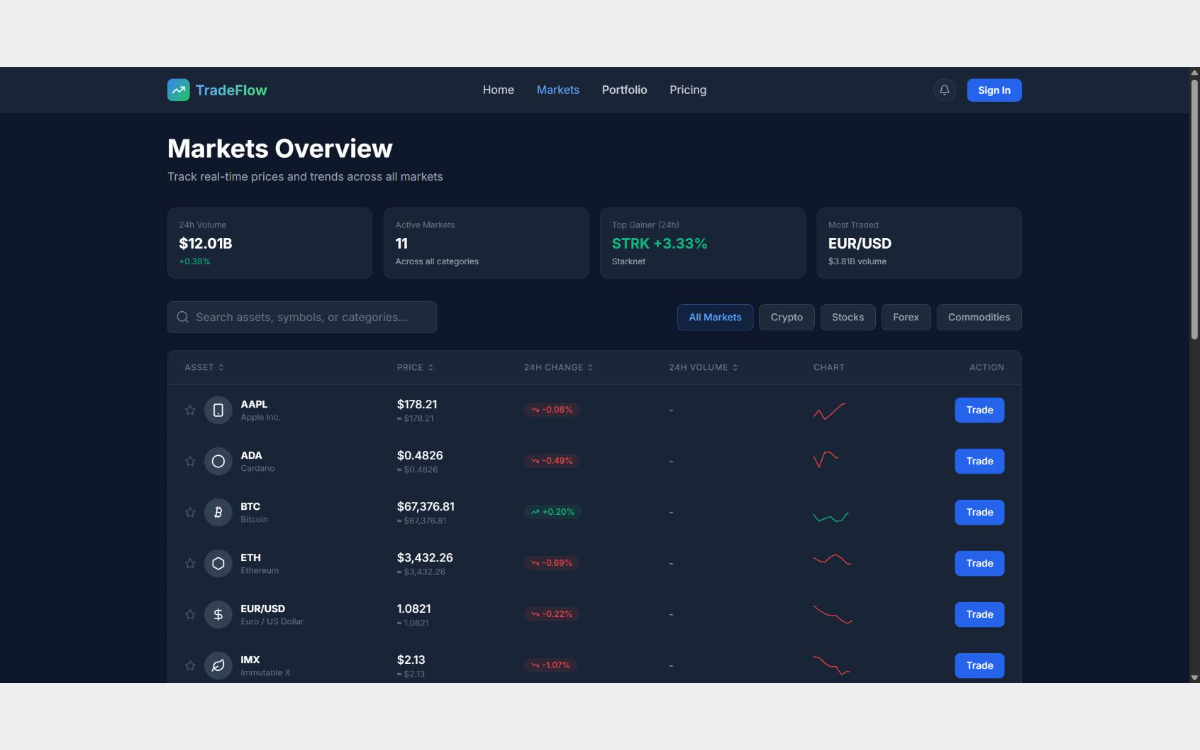 TradeFlow
Home Markets Portfolio Pricing
Sign In
Markets Overview
Track real-time prices and trends across all markets
24h Volume
$12.01B
+0.38%
Active Markets
11
Across all categories
Top Gainer (24h)
STRK +3.33%
Starknet
Most Traded
EUR/USD
$3.81B volume
Search assets, symbols, or categories...
All Markets Crypto Stocks Forex Commodities
ASSET PRICE 24H CHANGE 24H VOLUME CHART ACTION
AAPL $178.21 -0.08% - Trade
Apple Inc. ≈ $178.21
ADA $0.4826 -0.49% - Trade
Cardano ≈ $0.4826
BTC $67,376.81 +0.20% - Trade
Bitcoin ≈ $67,376.81
ETH $3,432.26 -0.69% - Trade
Ethereum ≈ $3,432.26
EUR/USD 1.0821 -0.22% - Trade
Euro / US Dollar ≈ 1.0821
IMX $2.13 -1.07% - Trade
Immutable X ≈ $2.13